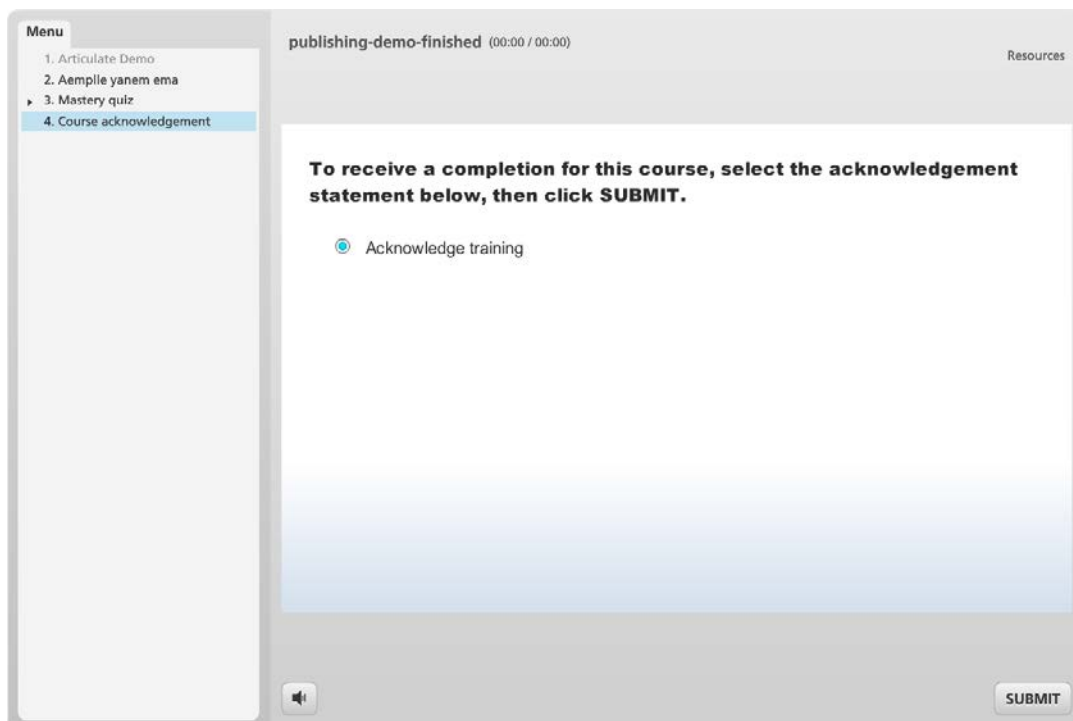 Menu
1. Articulate Demo
2. Aemplle yanem ema
3. Mastery quiz
4. Course acknowledgement
publishing-demo-finished (00:00 / 00:00)
Resources
To receive a completion for this course, select the acknowledgement
statement below, then click SUBMIT.
Acknowledge training
SUBMIT